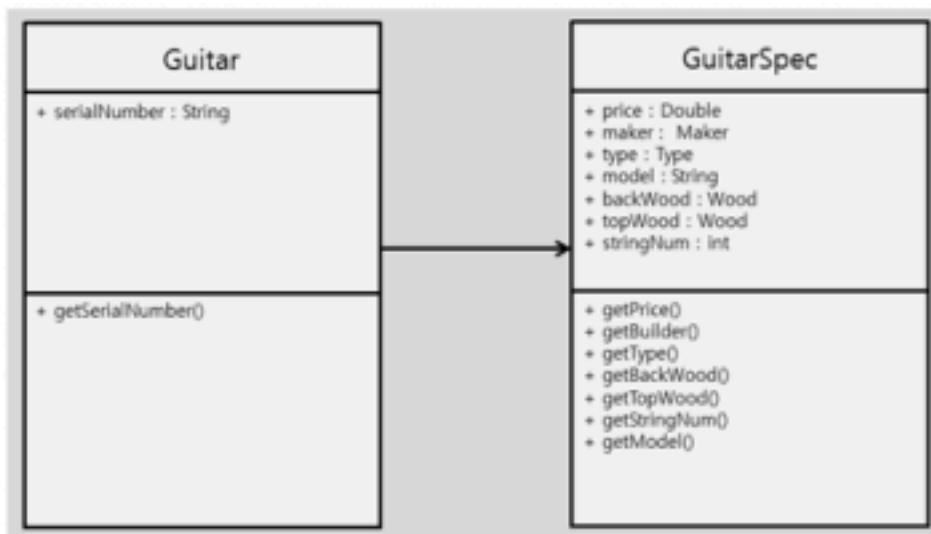 Guitar
+ serialNumber : String
+ getSerialNumber()
GuitarSpec
+ price : Double
+ maker :  Maker
+ type : Type
+ model : String
+ backWood : Wood
+ topWood : Wood
+ stringNum : int
+ getPrice()
+ getBuilder()
+ getType()
+ getBackWood()
+ getTopWood()
+ getStringNum()
+ getModel()